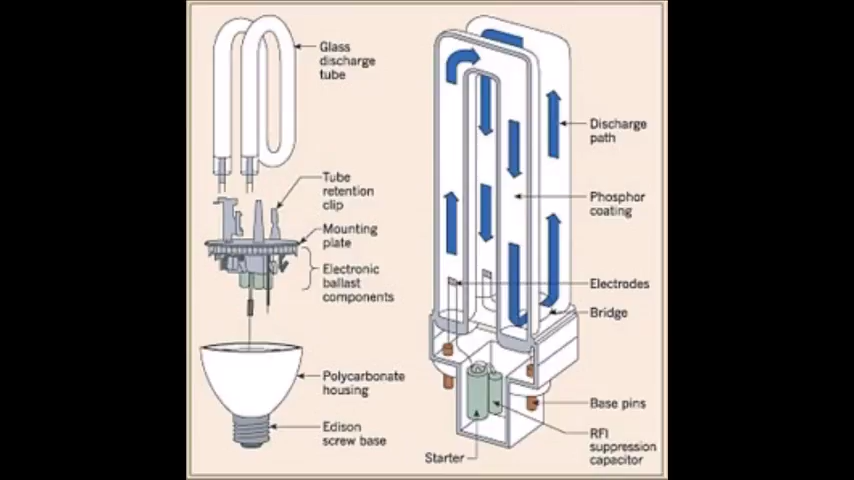 Glass
discharge
tube
Tube
retention
clip
Mounting
plate
Electronic
ballast
components
Polycarbonate
housing
Edison
screw base
Discharge
path
Phosphor
coating
Electrodes
Bridge
Base pins
RFI
suppression
capacitor
Starter